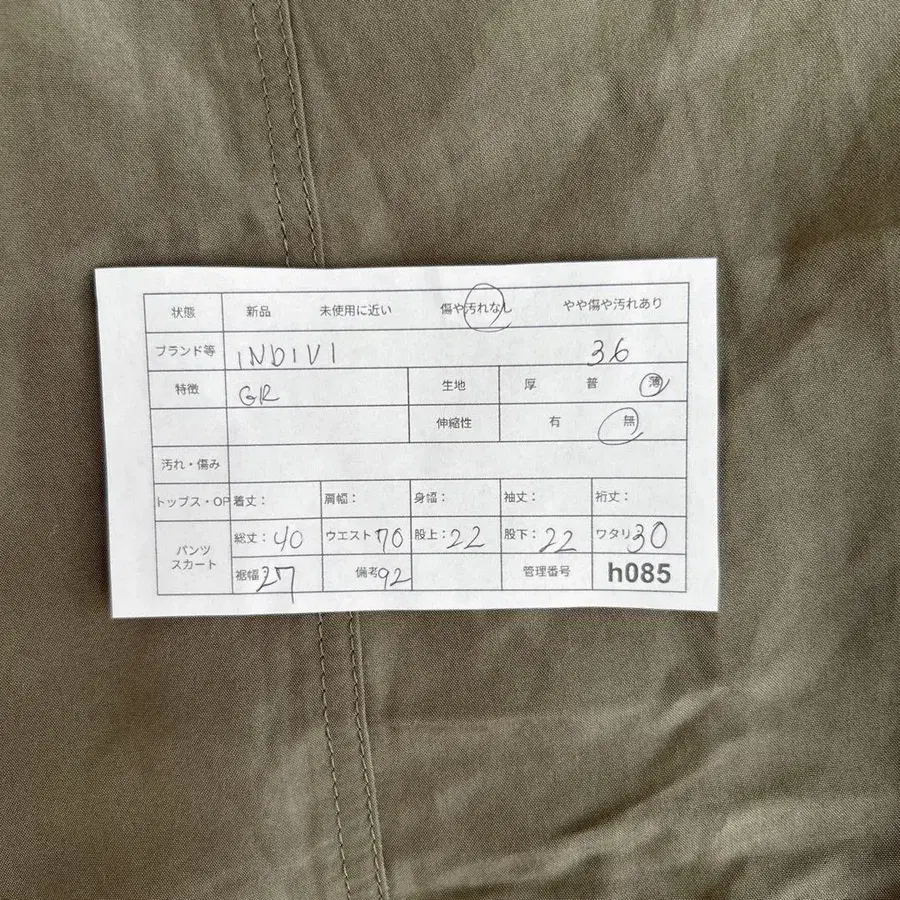 状態 新品 未使用に近い 傷や汚れなし やや傷や汚れあり
ブランド等 INDIVI 36
特徴 GR 生地 厚 普 薄
伸縮性 有 無
汚れ・傷み
トップス・OP 着丈: 肩幅: 身幅: 袖丈: 裄丈:
パンツ スカート 総丈:40 ウエスト70 股上:22 股下:22 ワタリ30
裾幅27 備考92 管理番号 h085